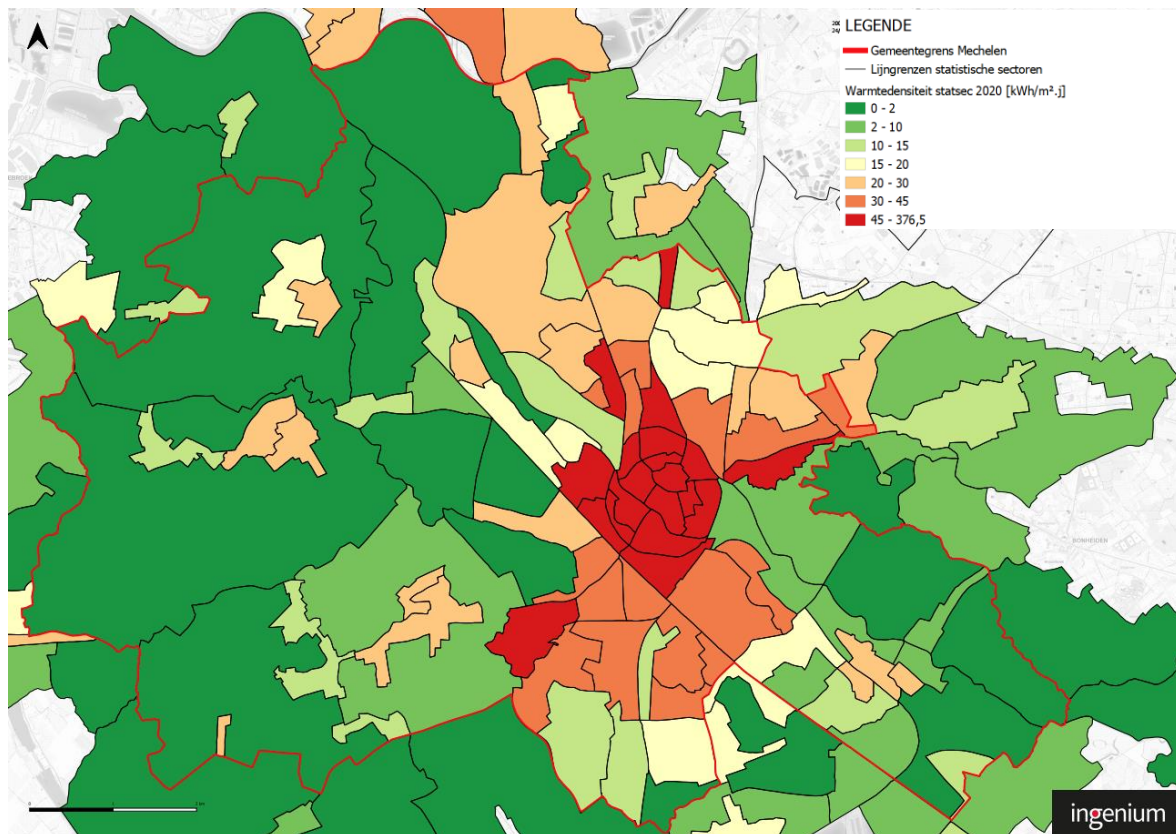 LEGENDE
Gemeentegrens Mechelen
Lijngrenzen statistische sectoren
Warmtedensiteit statsec 2020 [kWh/m².j]
0 - 2
2 - 10
10 - 15
15 - 20
20 - 30
30 - 45
45 - 376,5
BONHEIDEN
ingenium